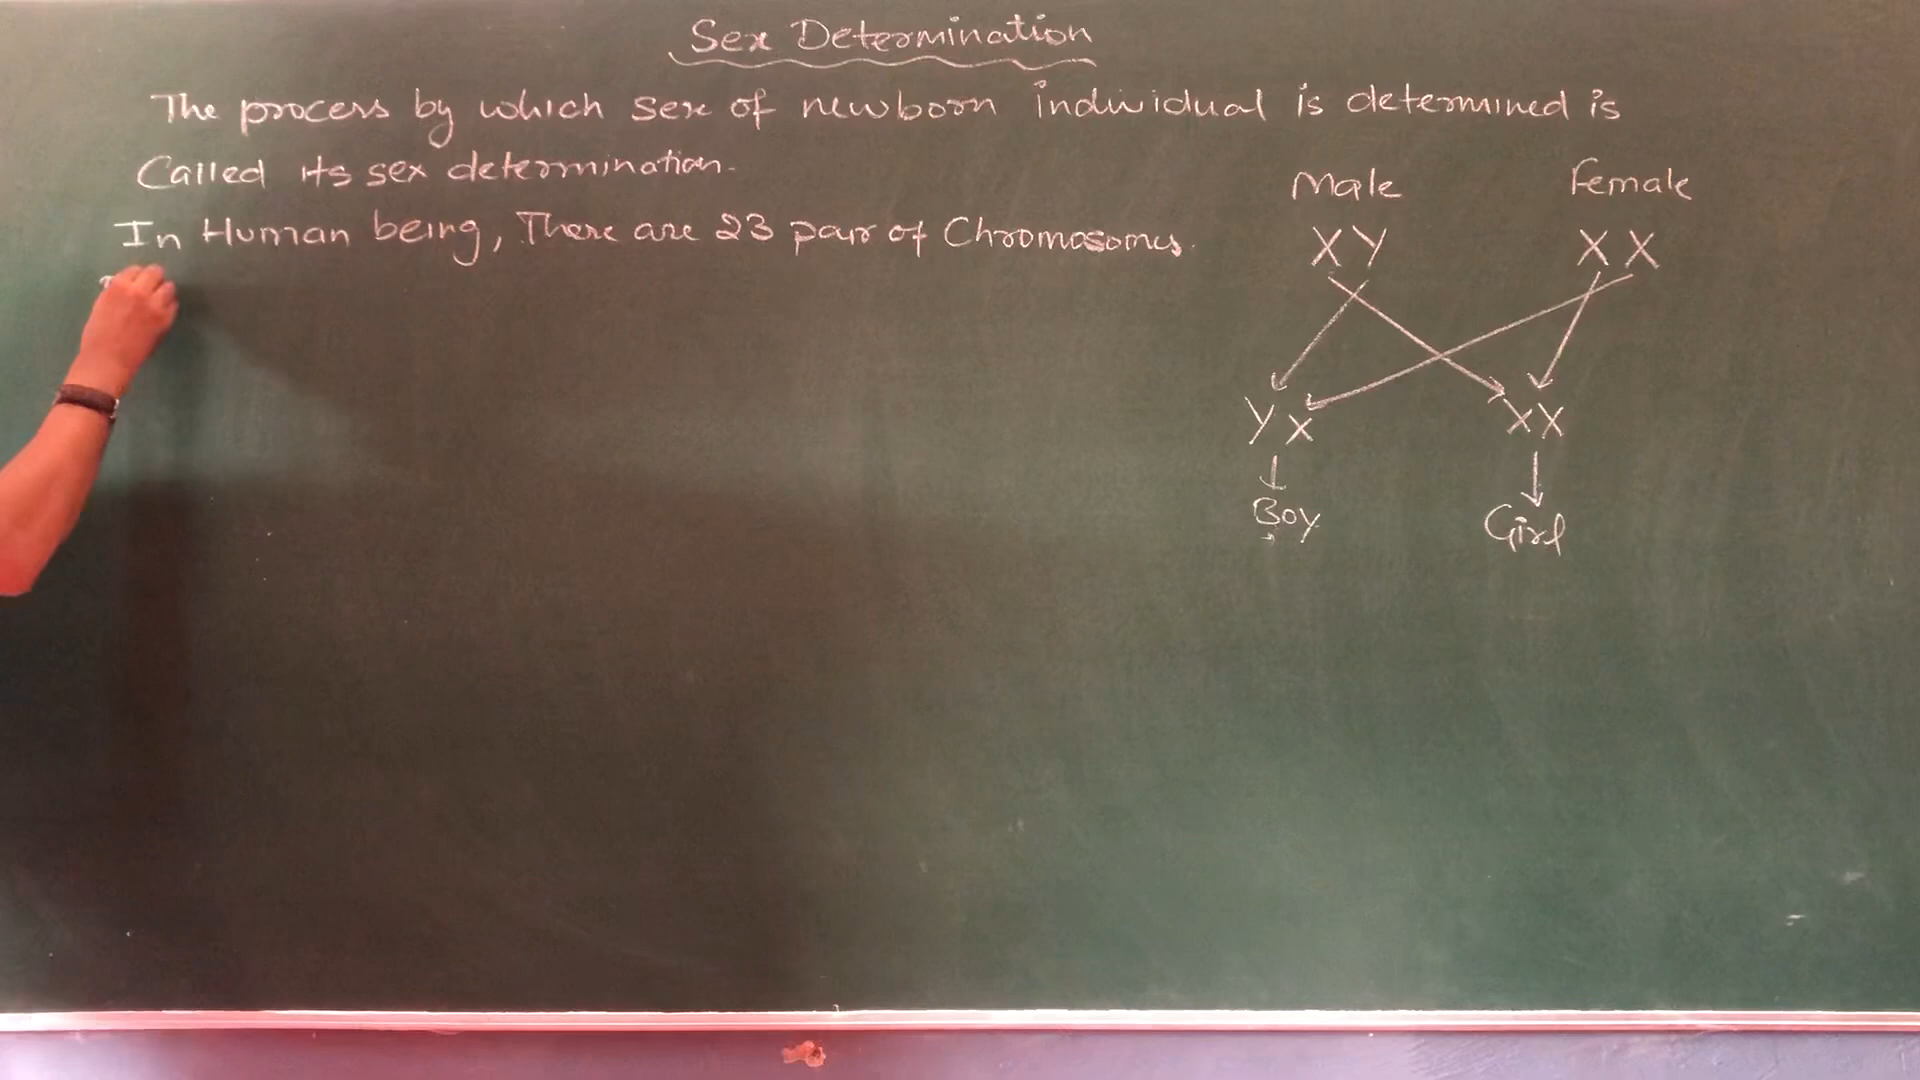 Sex Determination
The process by which sex of newborn individual is determined is
Called its sex determination.
In Human being, There are 23 pair of Chromosomes.
Male Female
XY XX
YX XX
Boy Girl